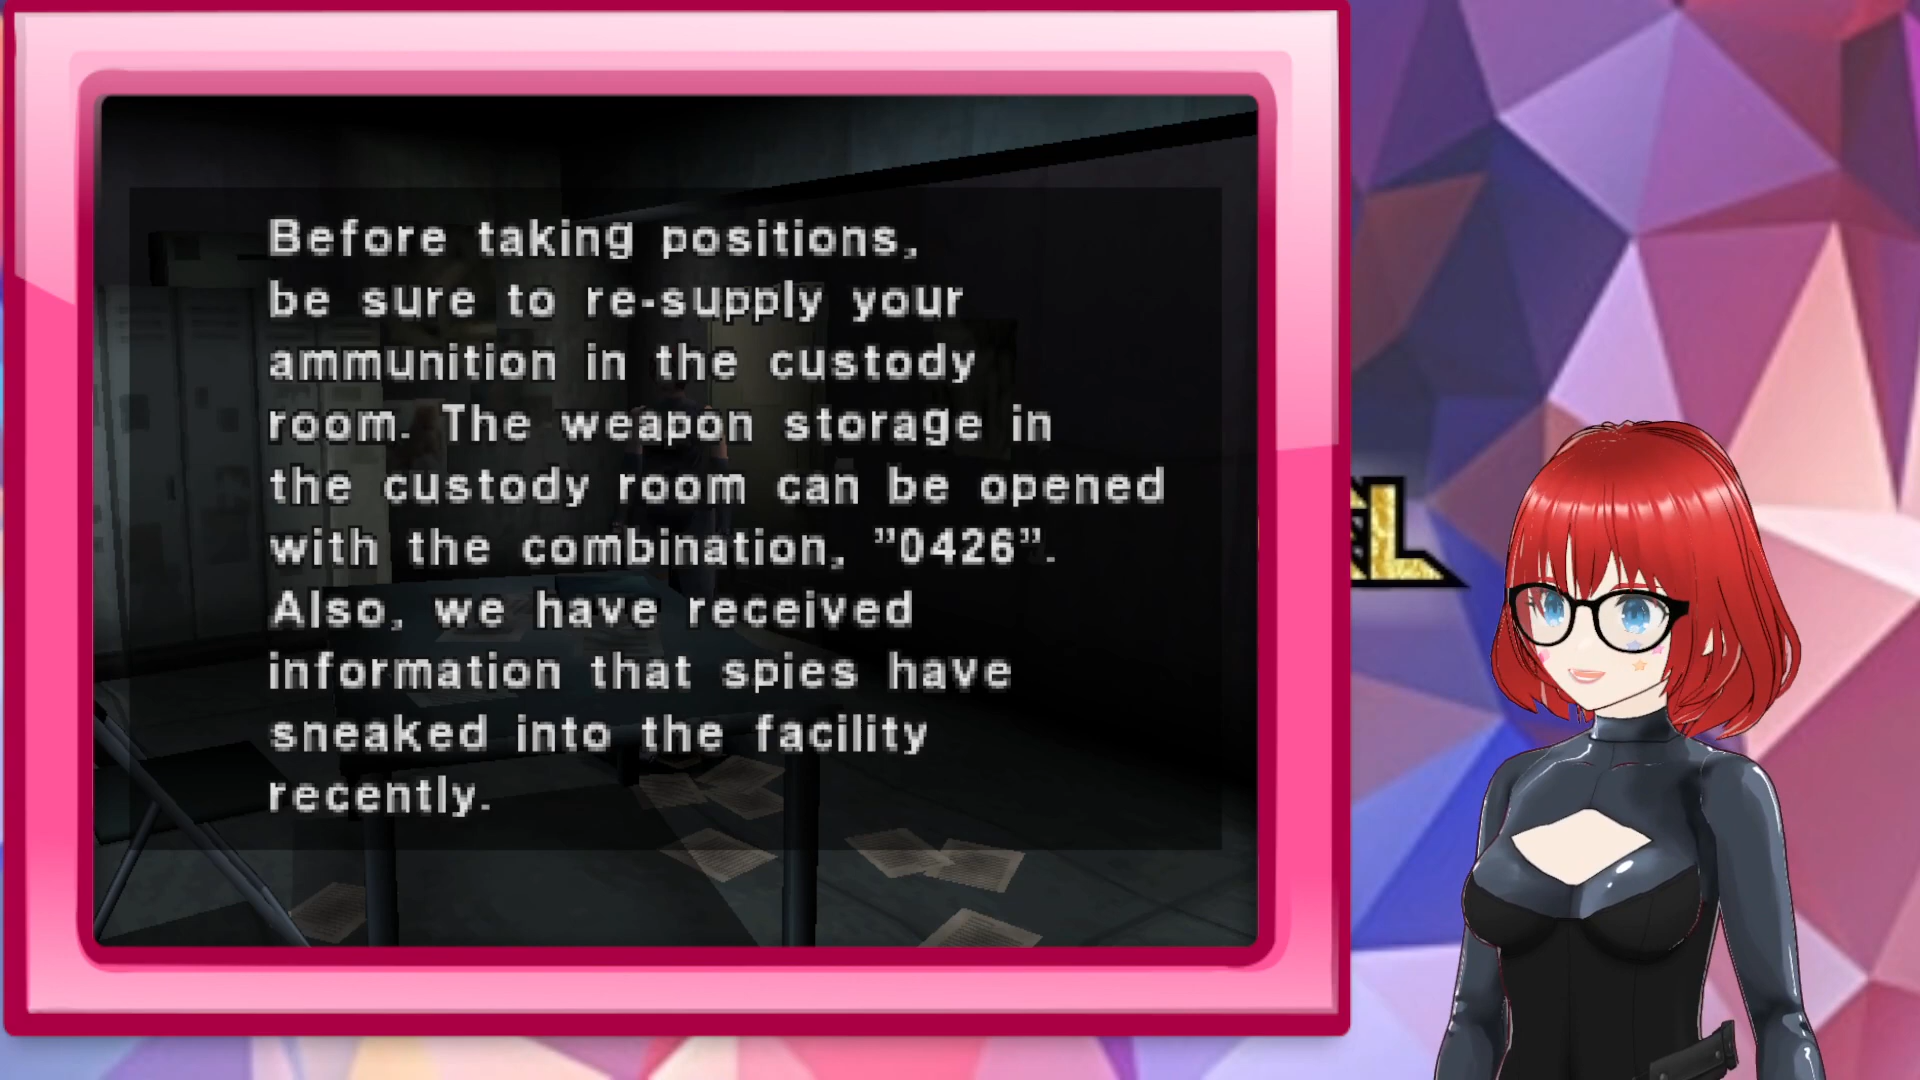 Before taking positions,
be sure to re-supply your
ammunition in the custody
room. The weapon storage in
the custody room can be opened
with the combination, "0426".
Also, we have received
information that spies have
sneaked into the facility
recently.